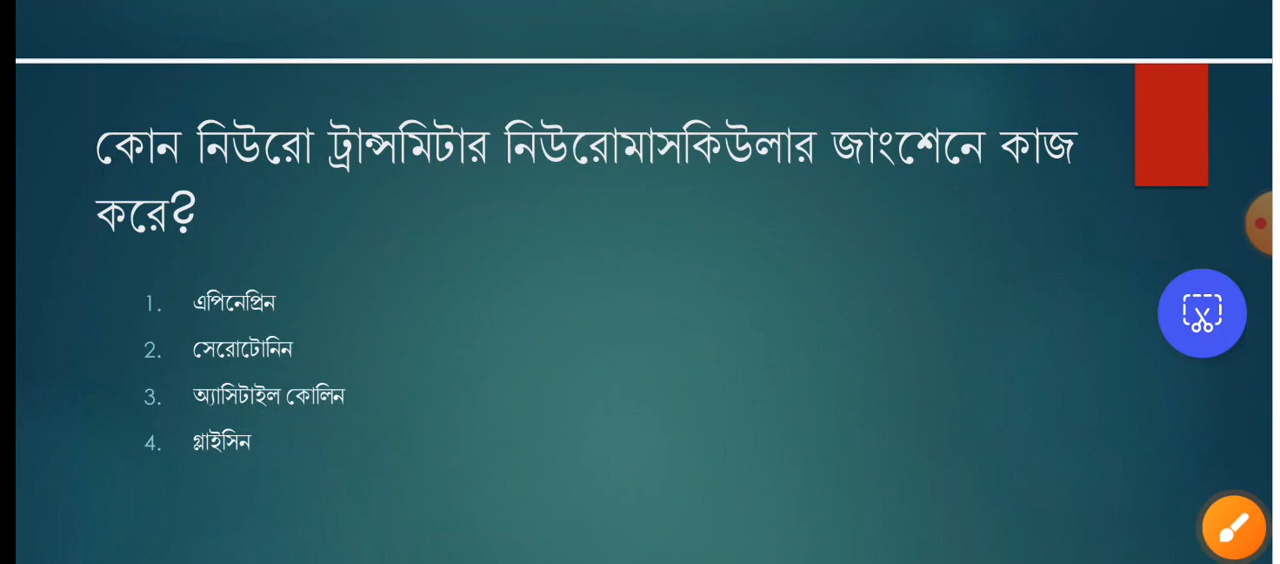 কোন নিউরো ট্রান্সমিটার নিউরোমাসকিউলার জাংশেনে কাজ
করে?
1. এপিনেপ্রিন
2. সেরোটোনিন
3. অ্যাসিটাইল কোলিন
4. গ্লাইসিন